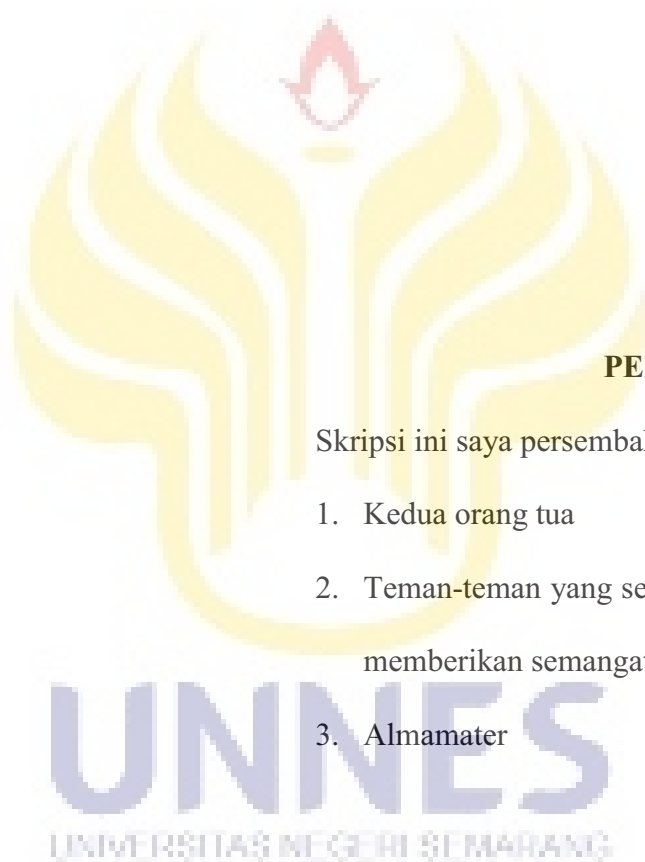 PE
Skripsi ini saya persembal
1. Kedua orang tua
2. Teman-teman yang se
memberikan semangat
3. Almamater
UNNES
UNIVERSITAS NEGERI SEMARANG